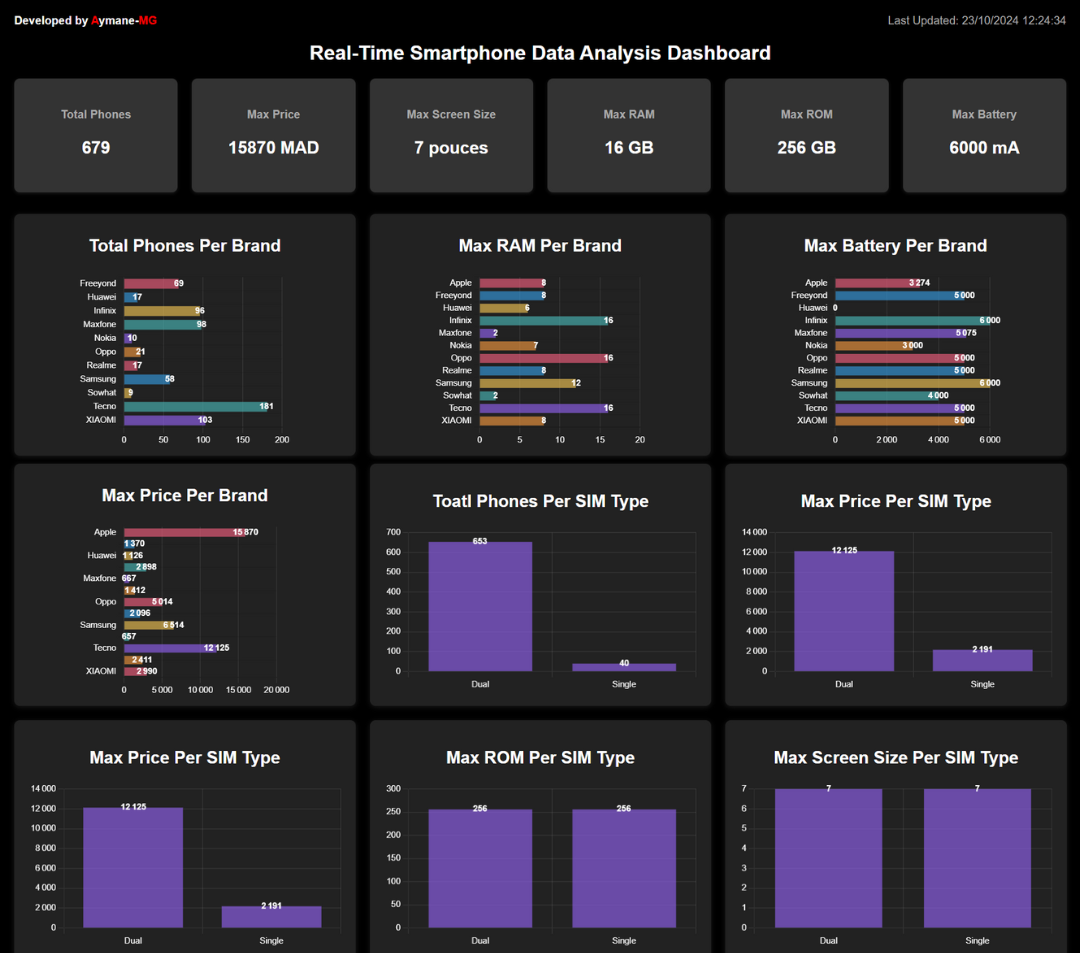 Developed by Aymane-MG
Last Updated: 23/10/2024 12:24:34
Real-Time Smartphone Data Analysis Dashboard
Total Phones
679
Max Price
15870 MAD
Max Screen Size
7 pouces
Max RAM
16 GB
Max ROM
256 GB
Max Battery
6000 mA
Total Phones Per Brand
Freeyond 69
Huawei 17
Infinix 96
Maxfone 98
Nokia 10
Oppo 21
Realme 17
Samsung 58
Sowhat 9
Tecno 181
XIAOMI 103
0 50 100 150 200
Max RAM Per Brand
Apple 8
Freeyond 8
Huawei 6
Infinix 16
Maxfone 2
Nokia 7
Oppo 16
Realme 8
Samsung 12
Sowhat 2
Tecno 16
XIAOMI 8
0 5 10 15 20
Max Battery Per Brand
Apple 3 274
Freeyond 5 000
Huawei 0
Infinix 6 000
Maxfone 5 075
Nokia 3 000
Oppo 5 000
Realme 5 000
Samsung 6 000
Sowhat 4 000
Tecno 5 000
XIAOMI 5 000
0 2 000 4 000 6 000
Max Price Per Brand
Apple 15 870
1 370
Huawei 1 126
2 898
Maxfone 667
1 412
Oppo 5 014
2 096
Samsung 6 514
657
Tecno 12 125
2 411
XIAOMI 2 990
0 5 000 10 000 15 000 20 000
Toatl Phones Per SIM Type
700
600
500
400
300
200
100
0
653
40
Dual Single
Max Price Per SIM Type
14 000
12 000
10 000
8 000
6 000
4 000
2 000
0
12 125
2 191
Dual Single
Max Price Per SIM Type
14 000
12 000
10 000
8 000
6 000
4 000
2 000
0
12 125
2 191
Dual Single
Max ROM Per SIM Type
300
250
200
150
100
50
0
256 256
Dual Single
Max Screen Size Per SIM Type
7
6
5
4
3
2
1
0
7 7
Dual Single